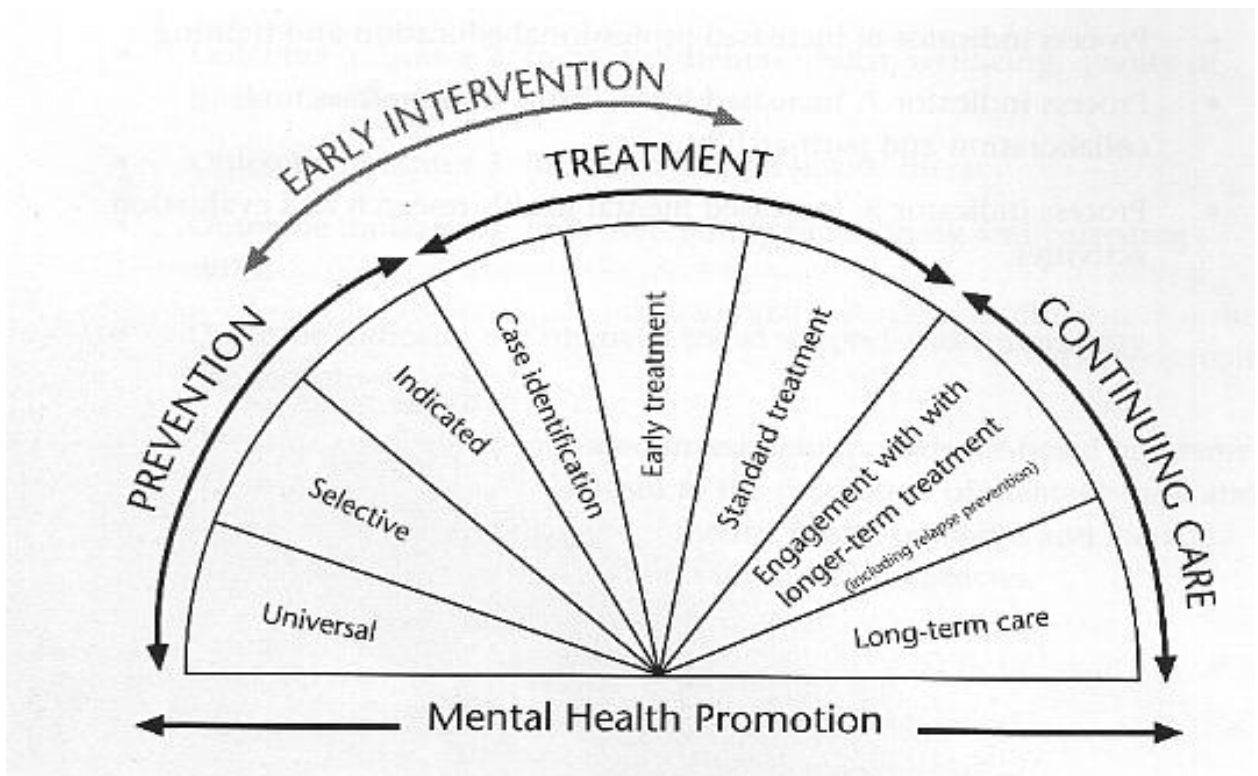 EARLY INTERVENTION
TREATMENT
PREVENTION
CONTINUING CARE
Universal
Selective
Indicated
Case identification
Early treatment
Standard treatment
Engagement with with
longer-term treatment
(including relapse prevention)
Long-term care
Mental Health Promotion